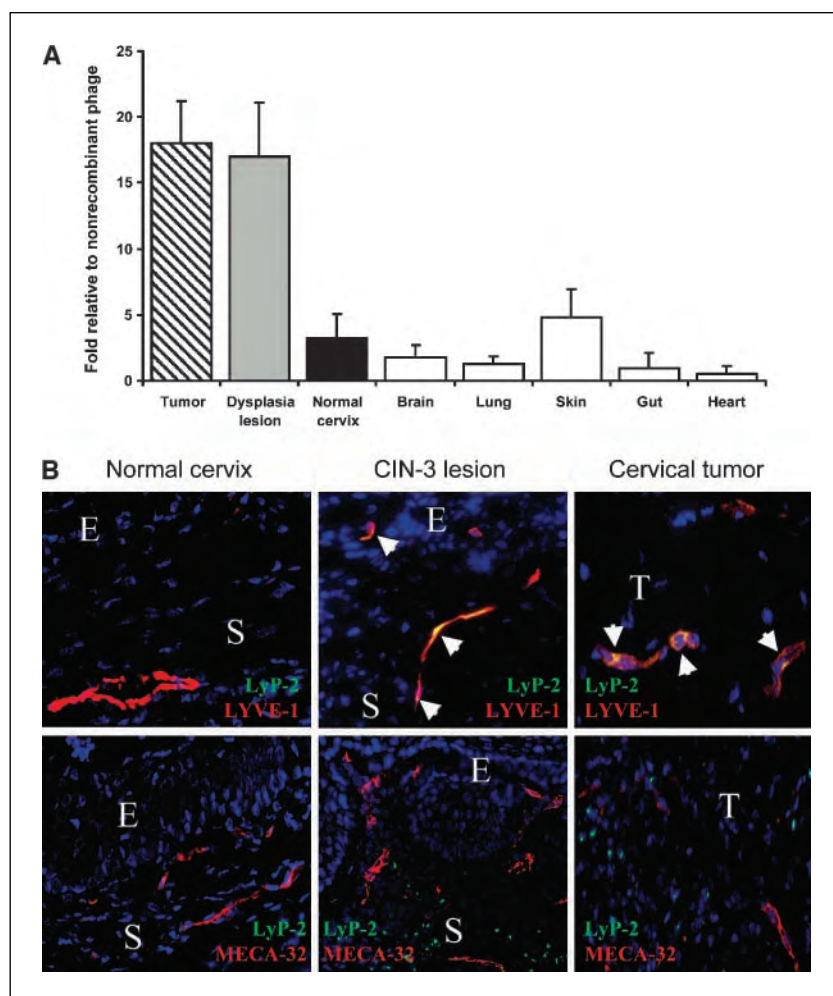 A
Fold relative to nonrecombinant phage
25
20
15
10
5
0
Tumor
Dysplasia
lesion
Normal
cervix
Brain
Lung
Skin
Gut
Heart
B
Normal cervix
CIN-3 lesion
Cervical tumor
E
S
LyP-2
LYVE-1
E
S
LyP-2
LYVE-1
T
LyP-2
LYVE-1
E
S
LyP-2
MECA-32
E
S
LyP-2
MECA-32
T
LyP-2
MECA-32